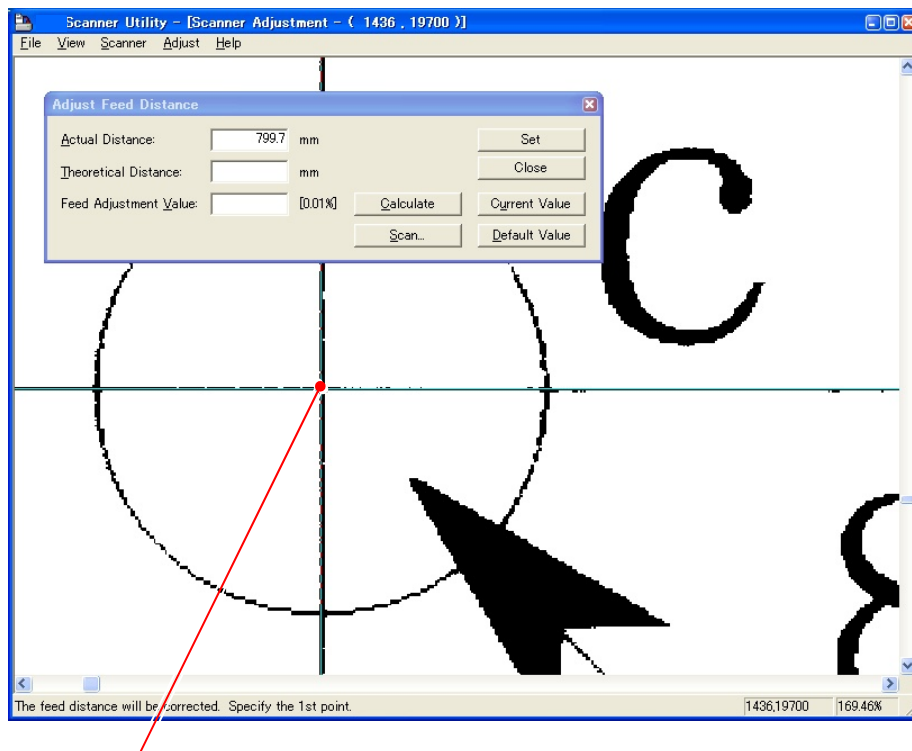 Scanner Utility - [Scanner Adjustment - ( 1436 , 19700 )]
File View Scanner Adjust Help
Adjust Feed Distance
Actual Distance: 799.7 mm Set
Theoretical Distance: mm Close
Feed Adjustment Value: [0.01%] Calculate Current Value
Scan... Default Value
C
8
The feed distance will be corrected. Specify the 1st point. 1436,19700 169.46%